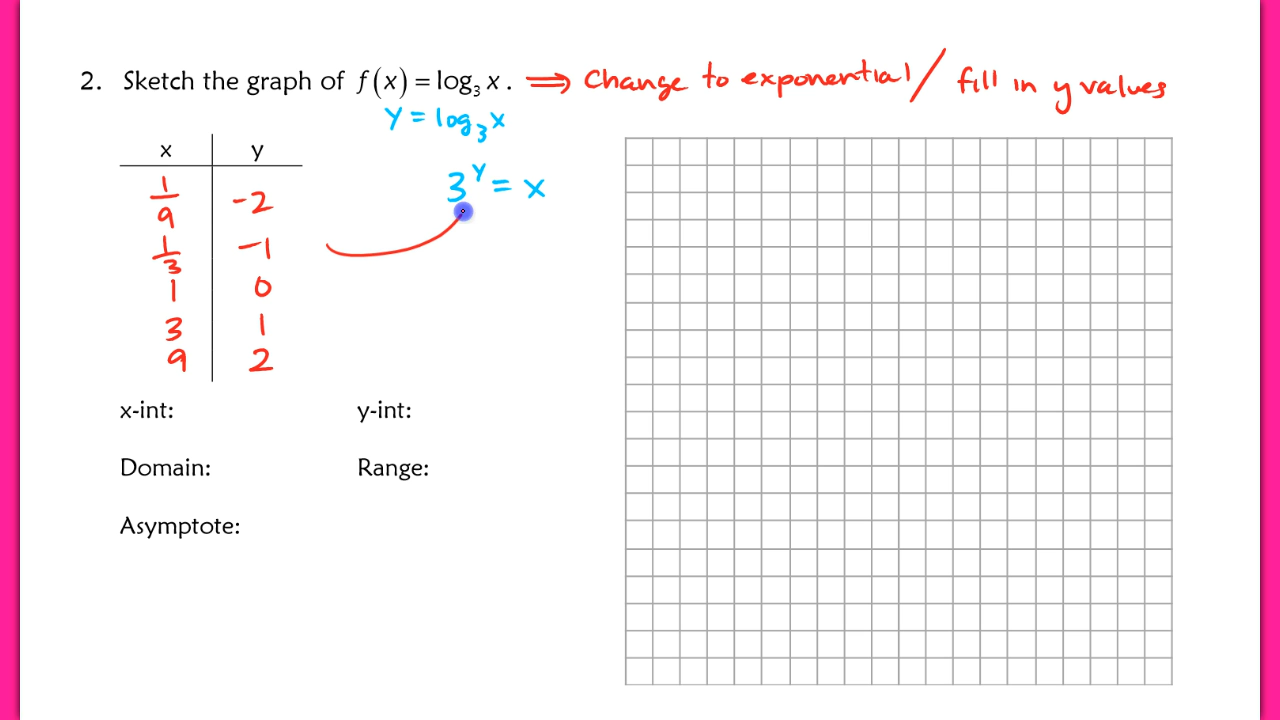 2. Sketch the graph of f(x) = log₃ x. ⟹ Change to exponential / fill in y values
Y = log₃ x
x y
1/9 -2
3^Y = x
1/3 -1
1 0
3 1
9 2
x-int: y-int:
Domain: Range:
Asymptote: